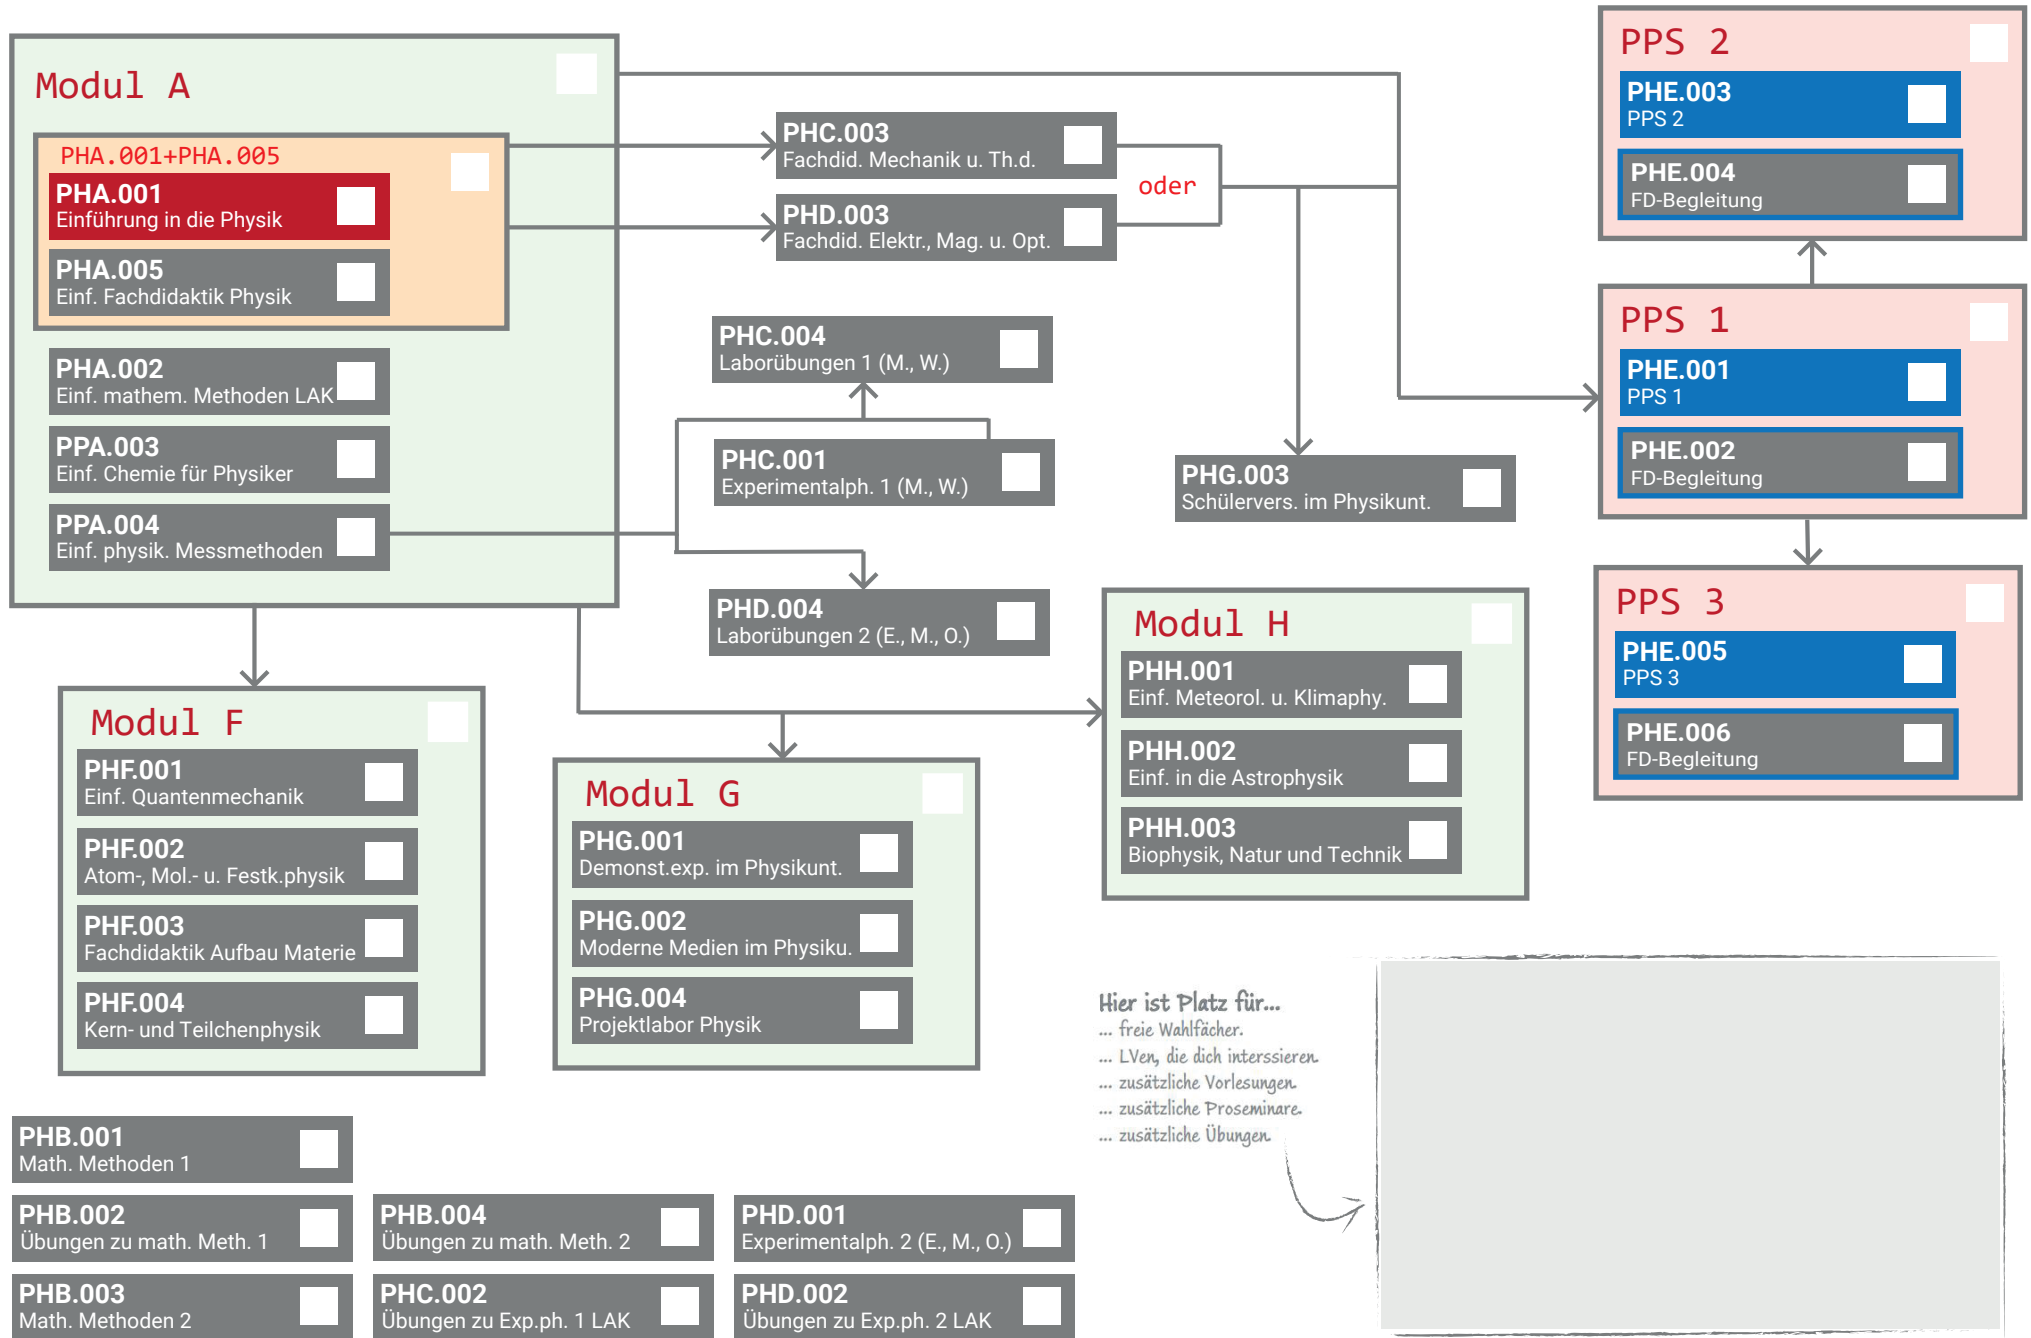 Modul A
PHA.001+PHA.005
PHA.001
Einführung in die Physik
PHA.005
Einf. Fachdidaktik Physik
PHA.002
Einf. mathem. Methoden LAK
PPA.003
Einf. Chemie für Physiker
PPA.004
Einf. physik. Messmethoden
PHC.003
Fachdid. Mechanik u. Th.d.
PHD.003
Fachdid. Elektr., Mag. u. Opt.
oder
PHC.004
Laborübungen 1 (M., W.)
PHC.001
Experimentalph. 1 (M., W.)
PHD.004
Laborübungen 2 (E., M., O.)
PHG.003
Schülervers. im Physikunt.
PPS 2
PHE.003
PPS 2
PHE.004
FD-Begleitung
PPS 1
PHE.001
PPS 1
PHE.002
FD-Begleitung
PPS 3
PHE.005
PPS 3
PHE.006
FD-Begleitung
Modul F
PHF.001
Einf. Quantenmechanik
PHF.002
Atom-, Mol.- u. Festk.physik
PHF.003
Fachdidaktik Aufbau Materie
PHF.004
Kern- und Teilchenphysik
Modul G
PHG.001
Demonst.exp. im Physikunt.
PHG.002
Moderne Medien im Physiku.
PHG.004
Projektlabor Physik
Modul H
PHH.001
Einf. Meteorol. u. Klimaphy.
PHH.002
Einf. in die Astrophysik
PHH.003
Biophysik, Natur und Technik
Hier ist Platz für...
... freie Wahlfächer.
... LVen, die dich interssieren.
... zusätzliche Vorlesungen.
... zusätzliche Proseminare.
... zusätzliche Übungen.
PHB.001
Math. Methoden 1
PHB.002
Übungen zu math. Meth. 1
PHB.003
Math. Methoden 2
PHB.004
Übungen zu math. Meth. 2
PHC.002
Übungen zu Exp.ph. 1 LAK
PHD.001
Experimentalph. 2 (E., M., O.)
PHD.002
Übungen zu Exp.ph. 2 LAK